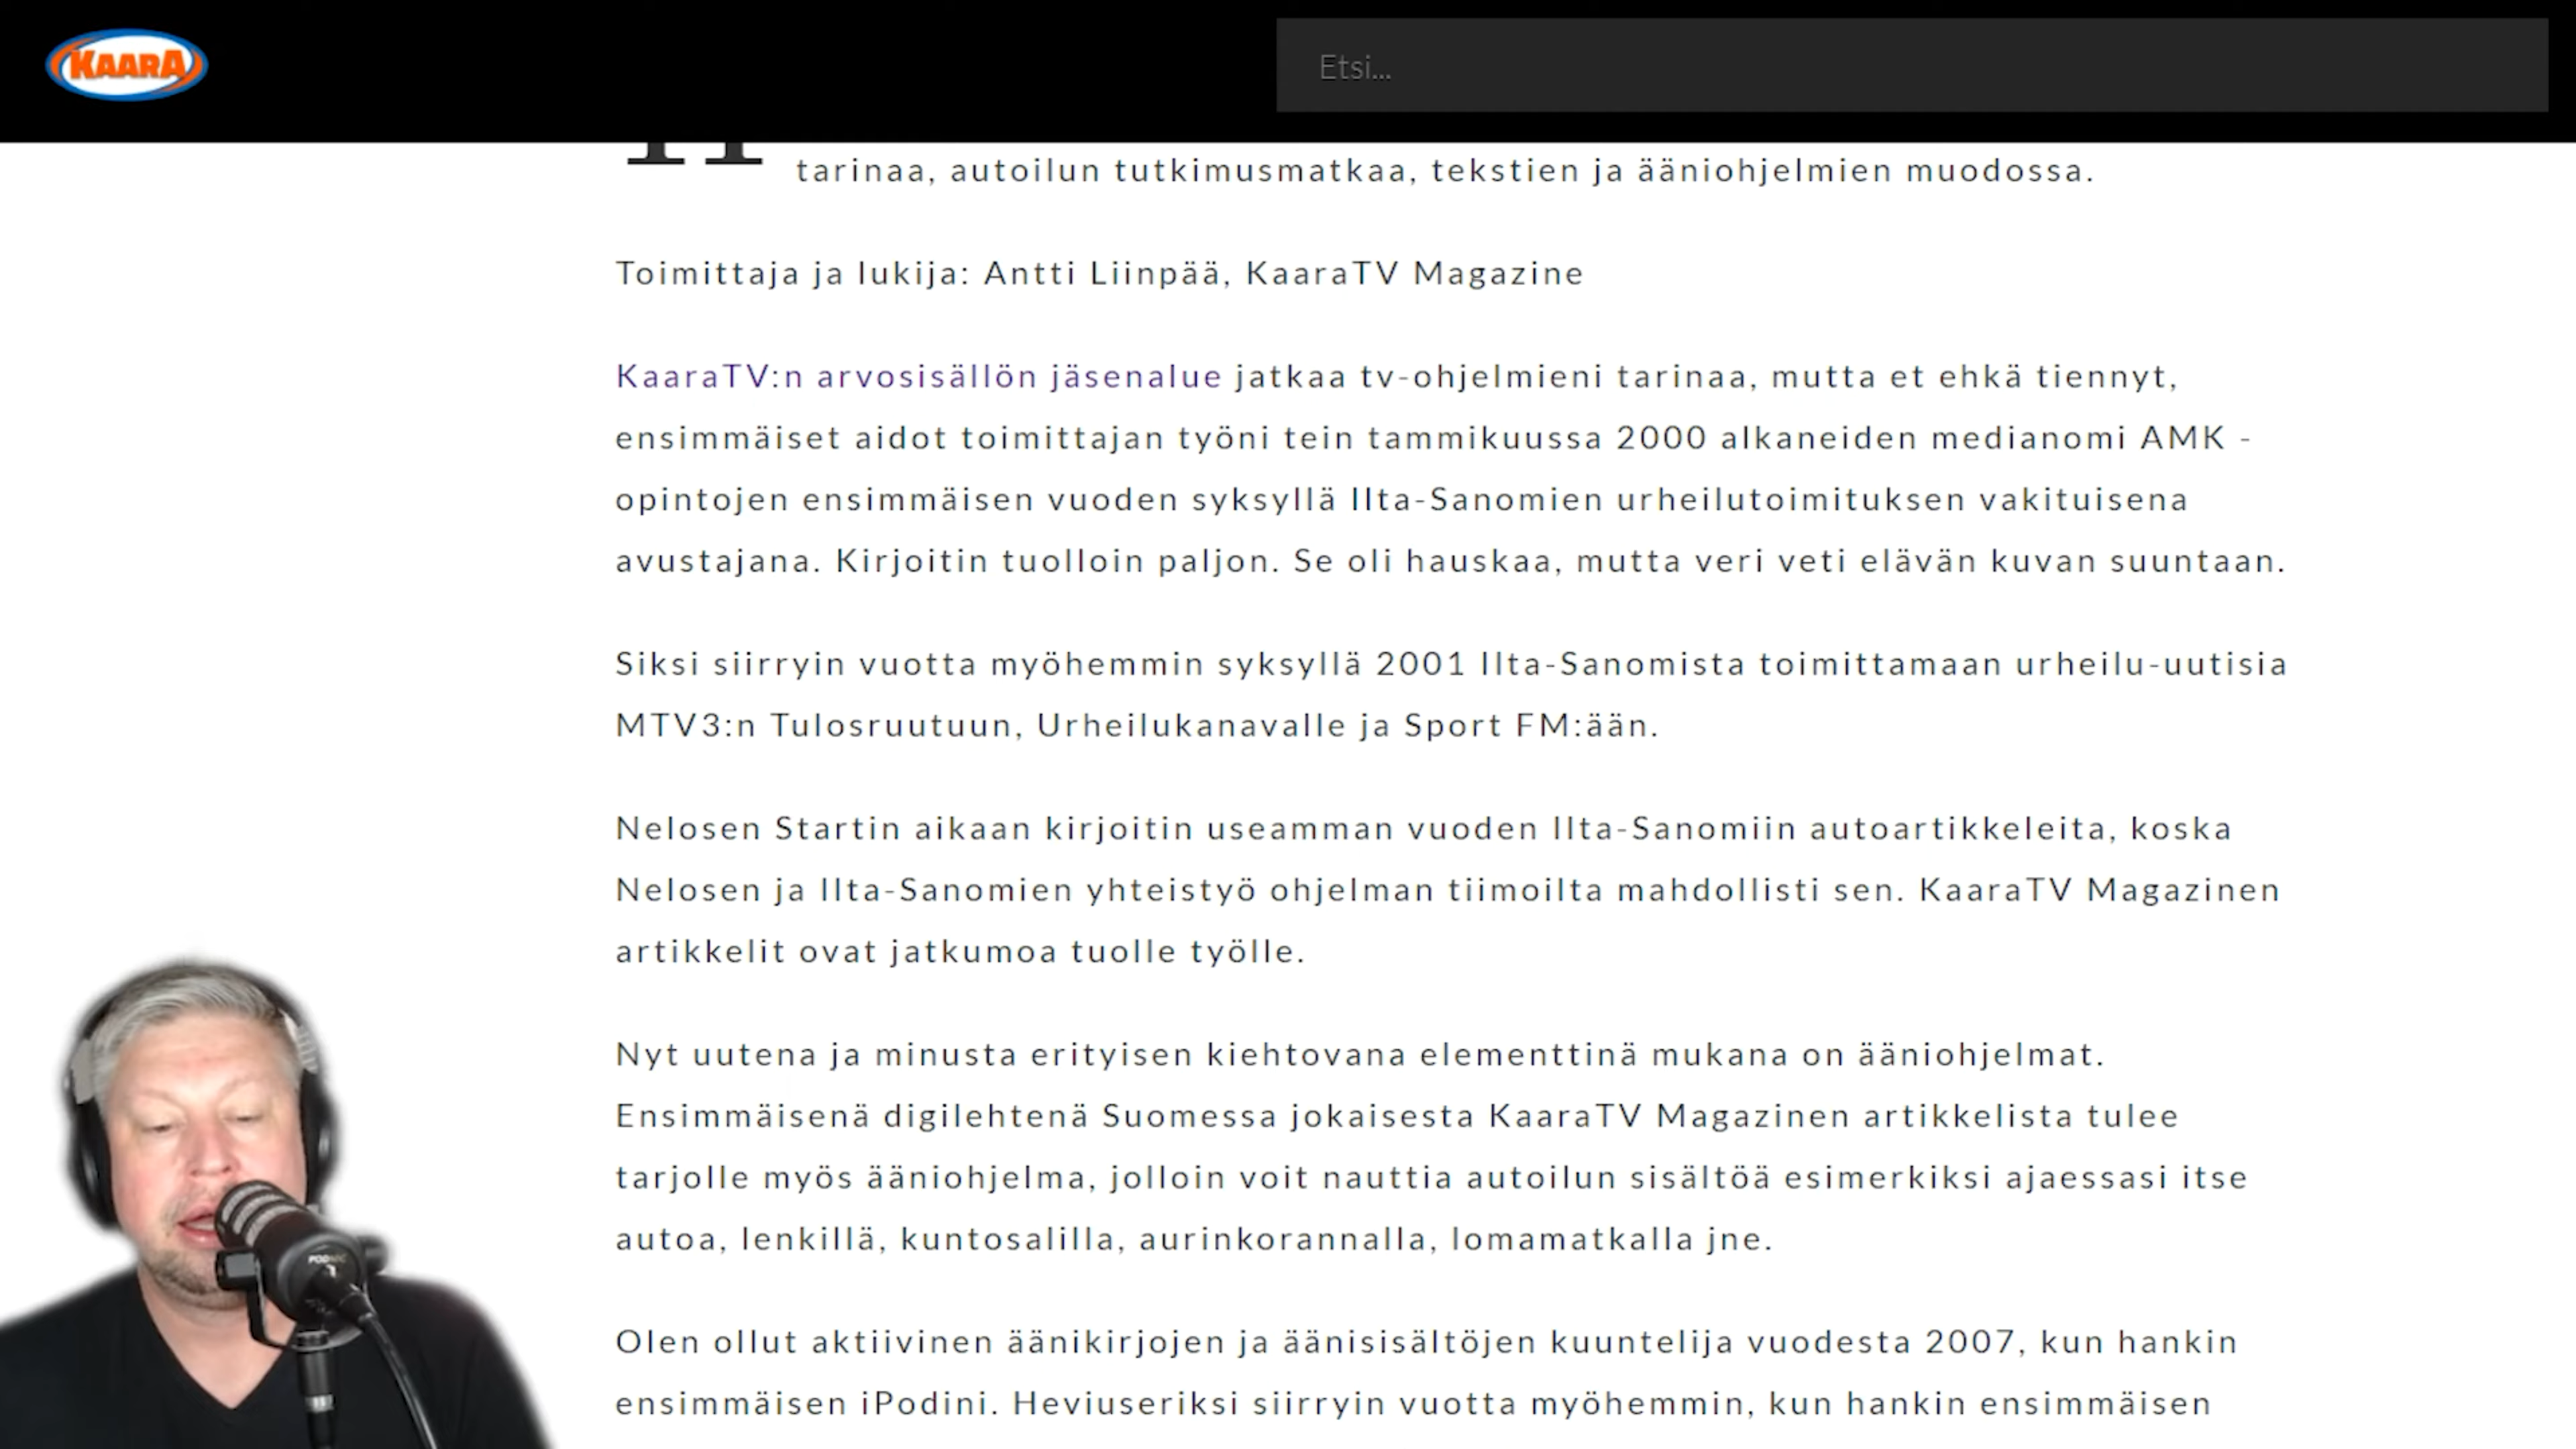 KAARA
Etsi...
tarinaa, autoilun tutkimusmatkaa, tekstien ja ääniohjelmien muodossa.
Toimittaja ja lukija: Antti Liinpää, KaaraTV Magazine
KaaraTV:n arvosisällön jäsenalue jatkaa tv-ohjelmieni tarinaa, mutta et ehkä tiennyt,
ensimmäiset aidot toimittajan työni tein tammikuussa 2000 alkaneiden medianomi AMK -
opintojen ensimmäisen vuoden syksyllä Ilta-Sanomien urheilutoimituksen vakituisena
avustajana. Kirjoitin tuolloin paljon. Se oli hauskaa, mutta veri veti elävän kuvan suuntaan.
Siksi siirryin vuotta myöhemmin syksyllä 2001 Ilta-Sanomista toimittamaan urheilu-uutisia
MTV3:n Tulosruutuun, Urheilukanavalle ja Sport FM:ään.
Nelosen Startin aikaan kirjoitin useamman vuoden Ilta-Sanomiin autoartikkeleita, koska
Nelosen ja Ilta-Sanomien yhteistyö ohjelman tiimoilta mahdollisti sen. KaaraTV Magazinen
artikkelit ovat jatkumoa tuolle työlle.
Nyt uutena ja minusta erityisen kiehtovana elementtinä mukana on ääniohjelmat.
Ensimmäisenä digilehtenä Suomessa jokaisesta KaaraTV Magazinen artikkelista tulee
tarjolle myös ääniohjelma, jolloin voit nauttia autoilun sisältöä esimerkiksi ajaessasi itse
autoa, lenkillä, kuntosalilla, aurinkorannalla, lomamatkalla jne.
Olen ollut aktiivinen äänikirjojen ja äänisisältöjen kuuntelija vuodesta 2007, kun hankin
ensimmäisen iPodini. Heviuseriksi siirryin vuotta myöhemmin, kun hankin ensimmäisen